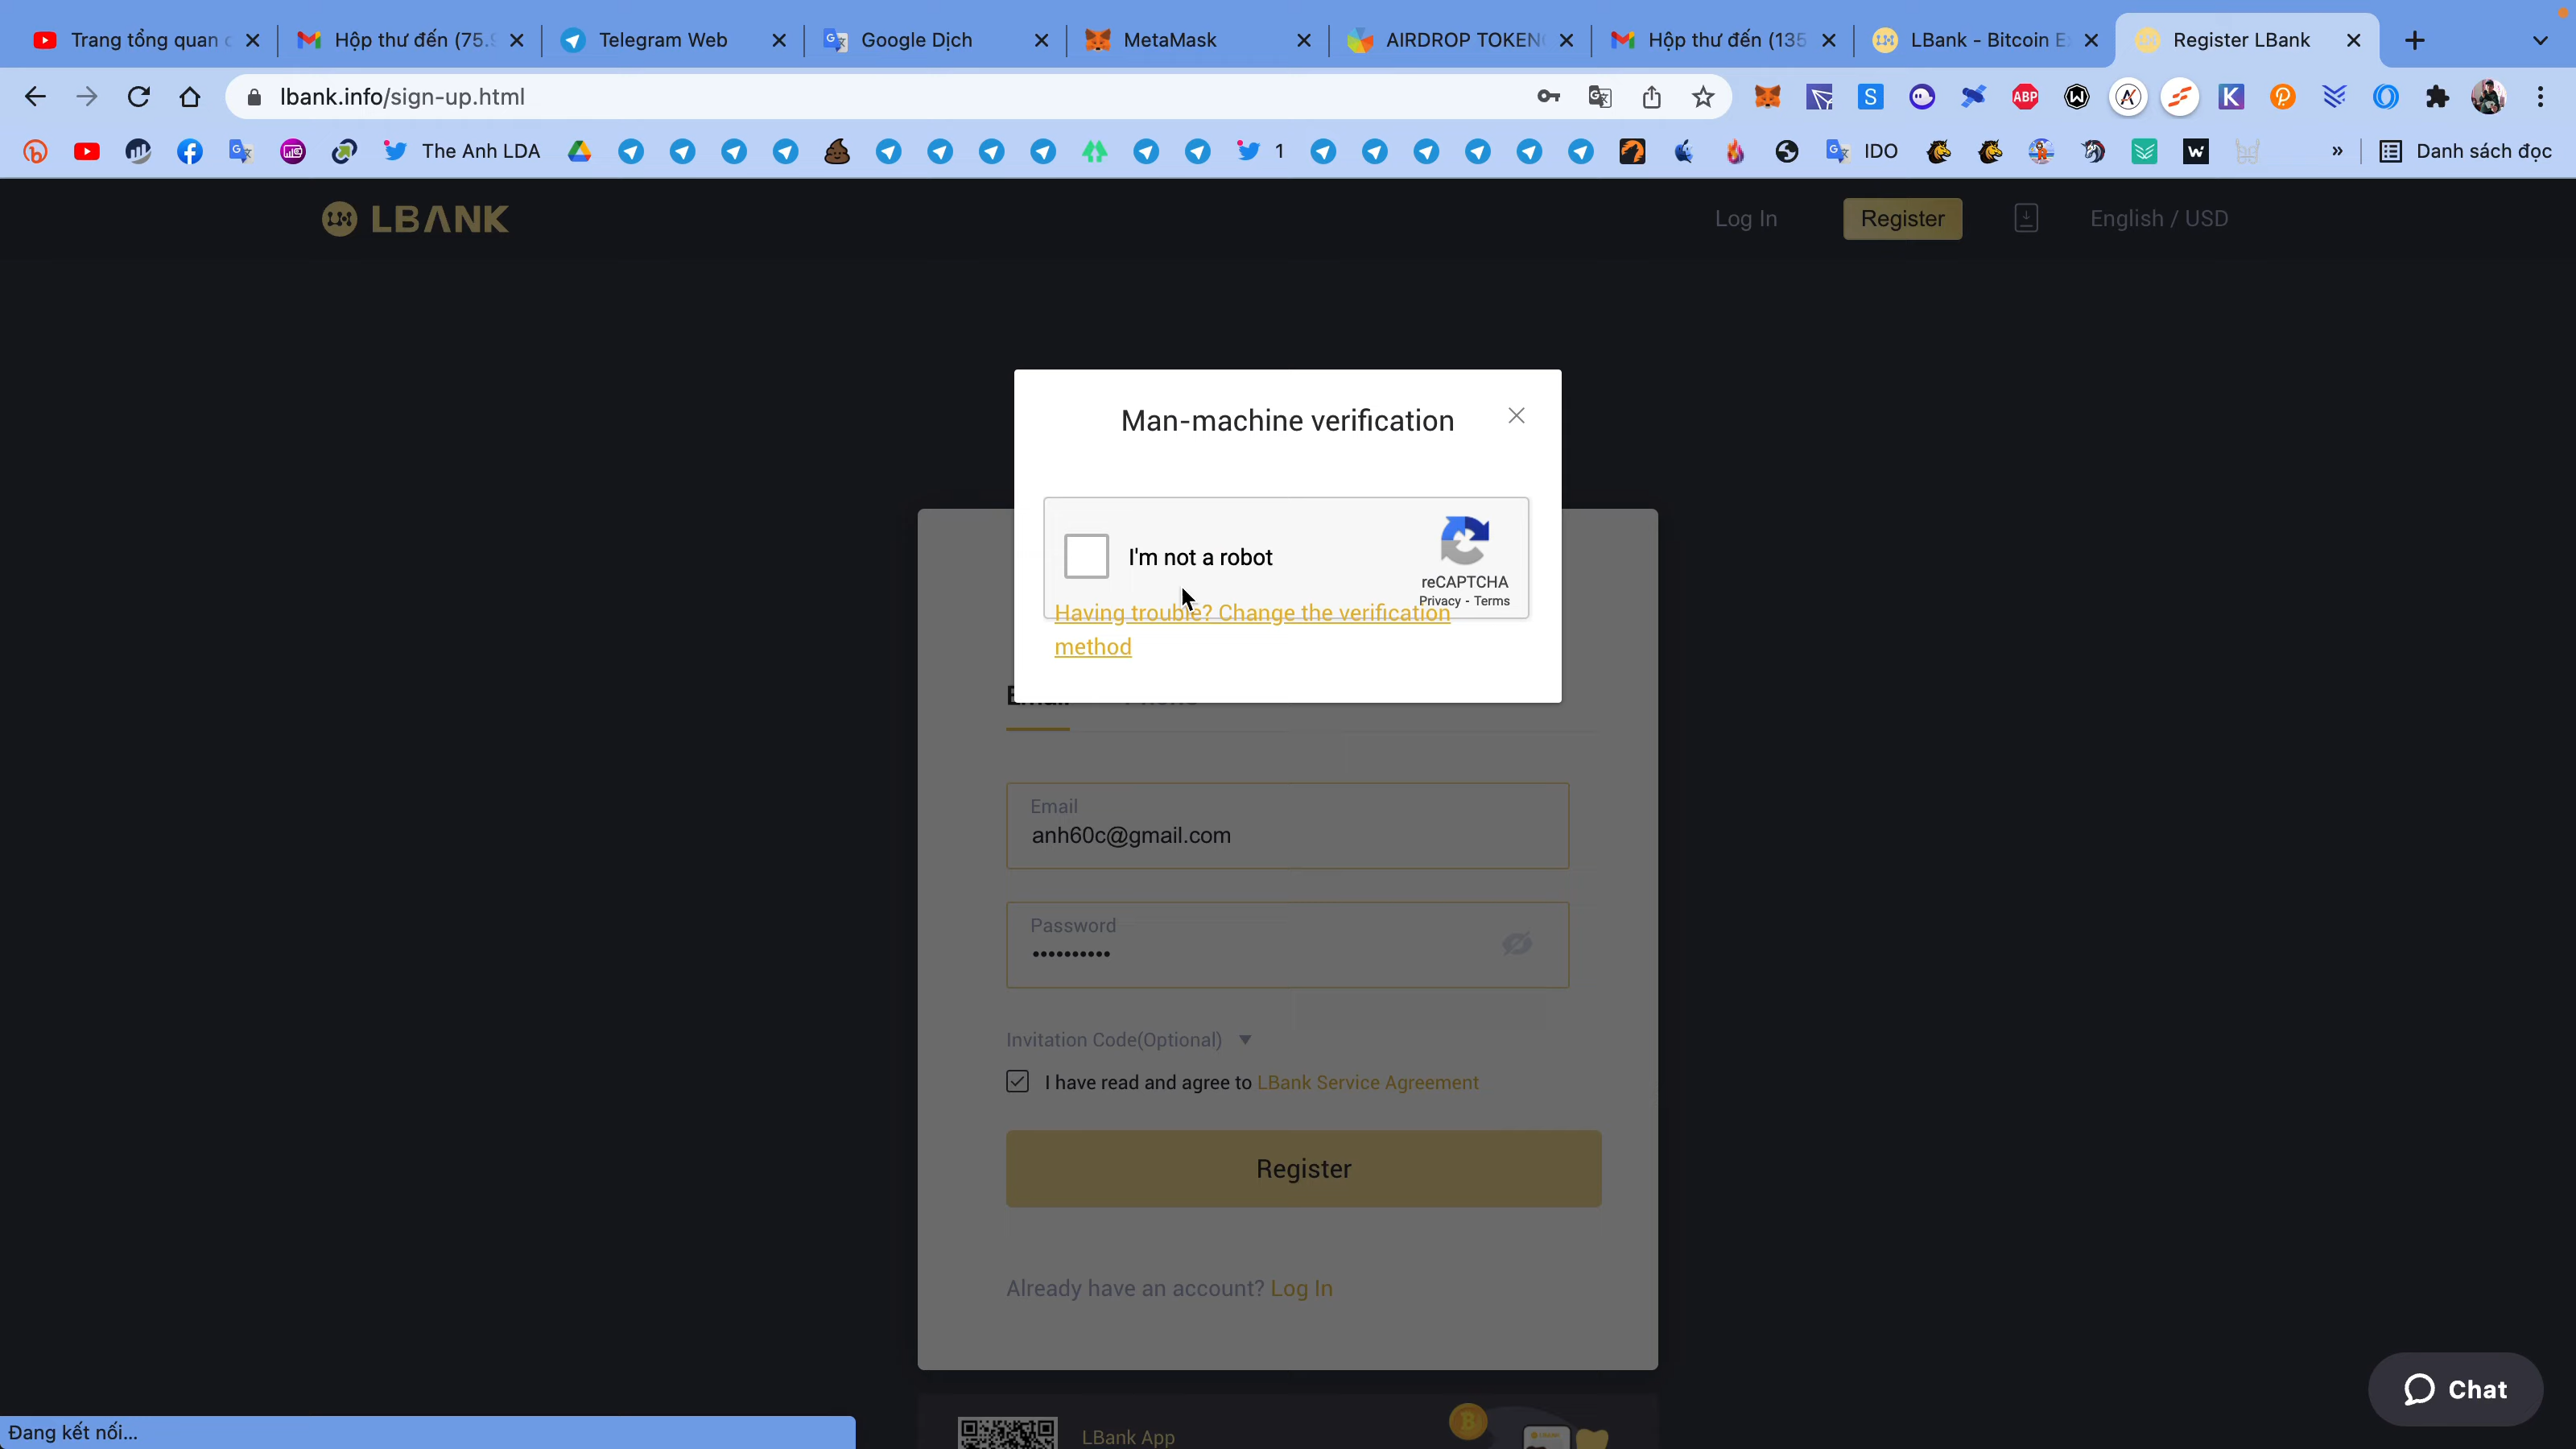 Trang tổng quan c
Hộp thư đến (75.9
Telegram Web
Google Dịch
MetaMask
AIRDROP TOKEN
Hộp thư đến (135
LBank - Bitcoin E
Register LBank
lbank.info/sign-up.html
The Anh LDA
1
IDO
Danh sách đọc
LBANK
Log In
Register
English / USD
Man-machine verification
I'm not a robot
reCAPTCHA
Privacy - Terms
Having trouble? Change the verification
method
Email
Email
anh60c@gmail.com
Password
••••••••••
Invitation Code(Optional)
I have read and agree to LBank Service Agreement
Register
Already have an account? Log In
LBank App
Chat
Đang kết nối...